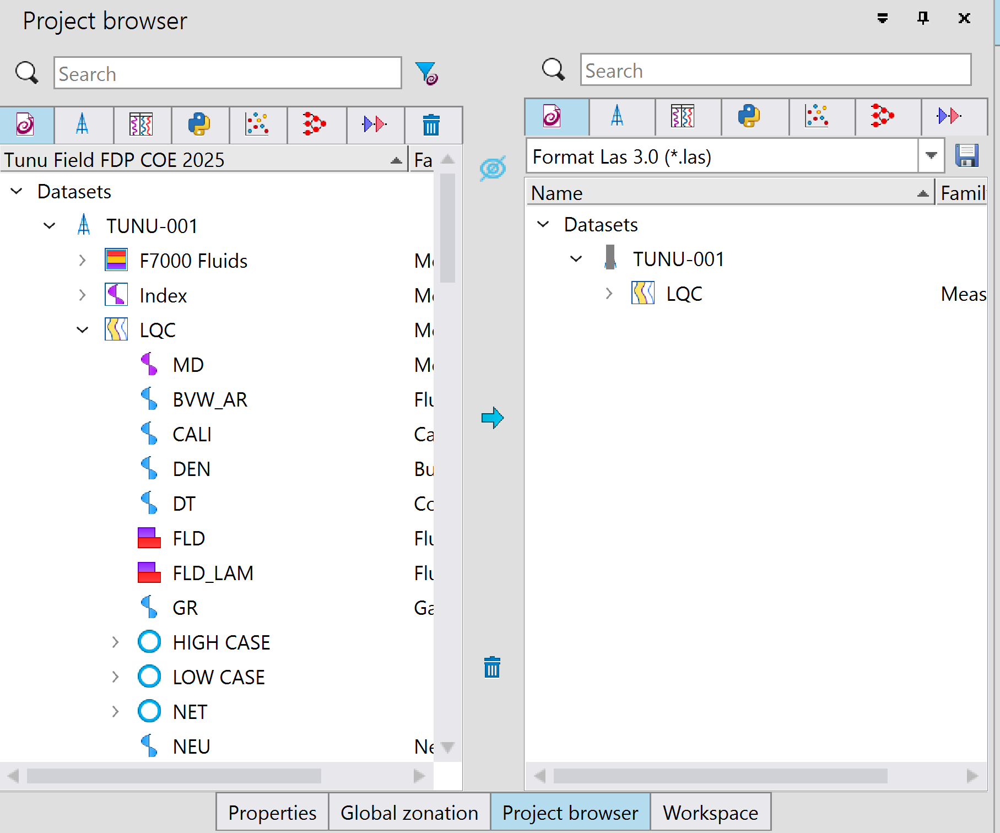 Project browser
Search
Search
Tunu Field FDP COE 2025
Fa
Datasets
TUNU-001
F7000 Fluids
Index
LQC
MD
BVW_AR
Flu
CALI
Ca
DEN
Bu
DT
Co
FLD
Flu
FLD_LAM
Flu
GR
Ga
HIGH CASE
LOW CASE
NET
NEU
Ne
Format Las 3.0 (*.las)
Name
Famil
Datasets
TUNU-001
LQC
Meas
Properties
Global zonation
Project browser
Workspace